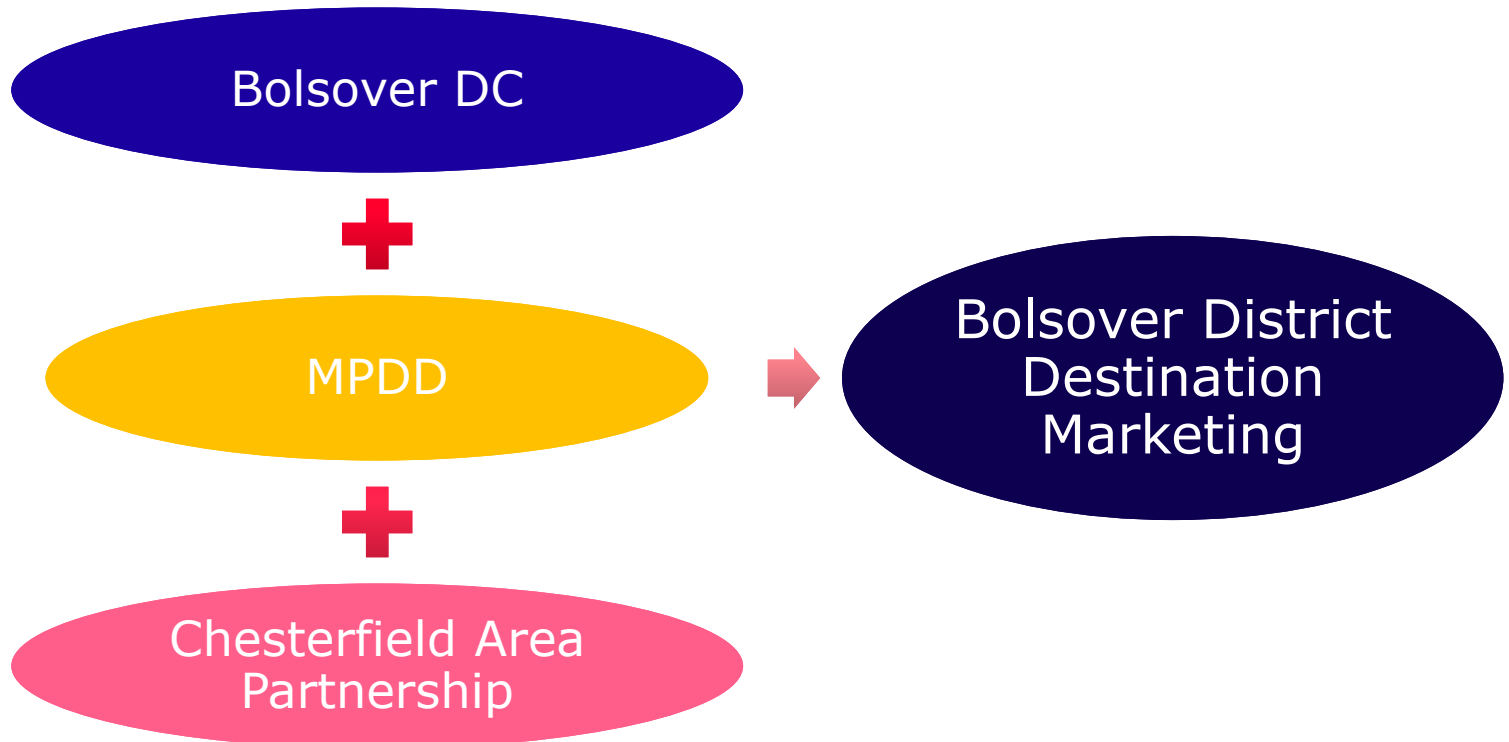 Bolsover DC
MPDD
Bolsover District
Destination
Marketing
Chesterfield Area
Partnership